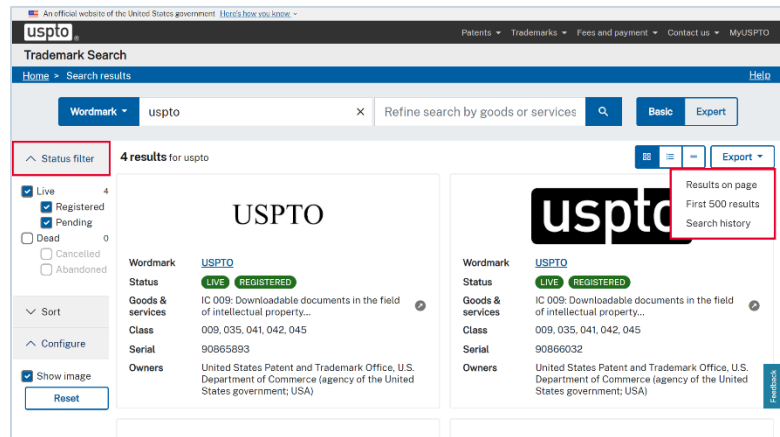 An official website of the United States government Here's how you know
uspto
Patents Trademarks Fees and payment Contact us MyUSPTO
Trademark Search
Home > Search results Help
Wordmark uspto × Refine search by goods or services Basic Expert
Status filter
4 results for uspto
Export
Results on page
First 500 results
Search history
Live 4
Registered
Pending
Dead 0
Cancelled
Abandoned
Sort
Configure
Show image
Reset
USPTO
Wordmark USPTO
Status LIVE REGISTERED
Goods & services IC 009: Downloadable documents in the field
of intellectual property...
Class 009, 035, 041, 042, 045
Serial 90865893
Owners United States Patent and Trademark Office, U.S.
Department of Commerce (agency of the United
States government; USA)
uspto
Wordmark USPTO
Status LIVE REGISTERED
Goods & services IC 009: Downloadable documents in the field
of intellectual property...
Class 009, 035, 041, 042, 045
Serial 90866032
Owners United States Patent and Trademark Office, U.S.
Department of Commerce (agency of the United
States government; USA)
Feedback